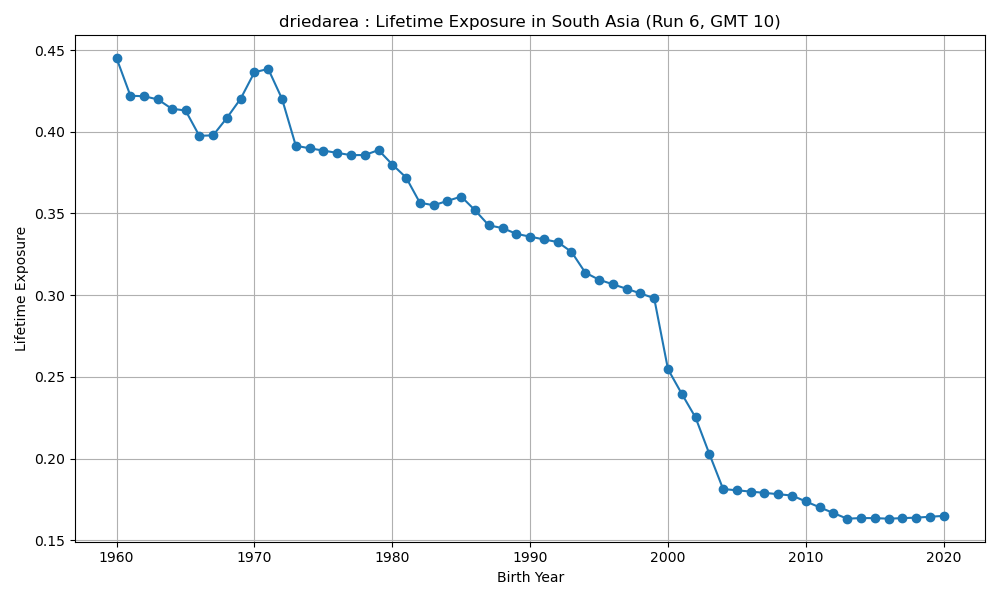 driedarea : Lifetime Exposure in South Asia (Run 6, GMT 10)
0.45
0.40
0.35
0.30
0.25
0.20
0.15
Lifetime Exposure
1960 1970 1980 1990 2000 2010 2020
Birth Year